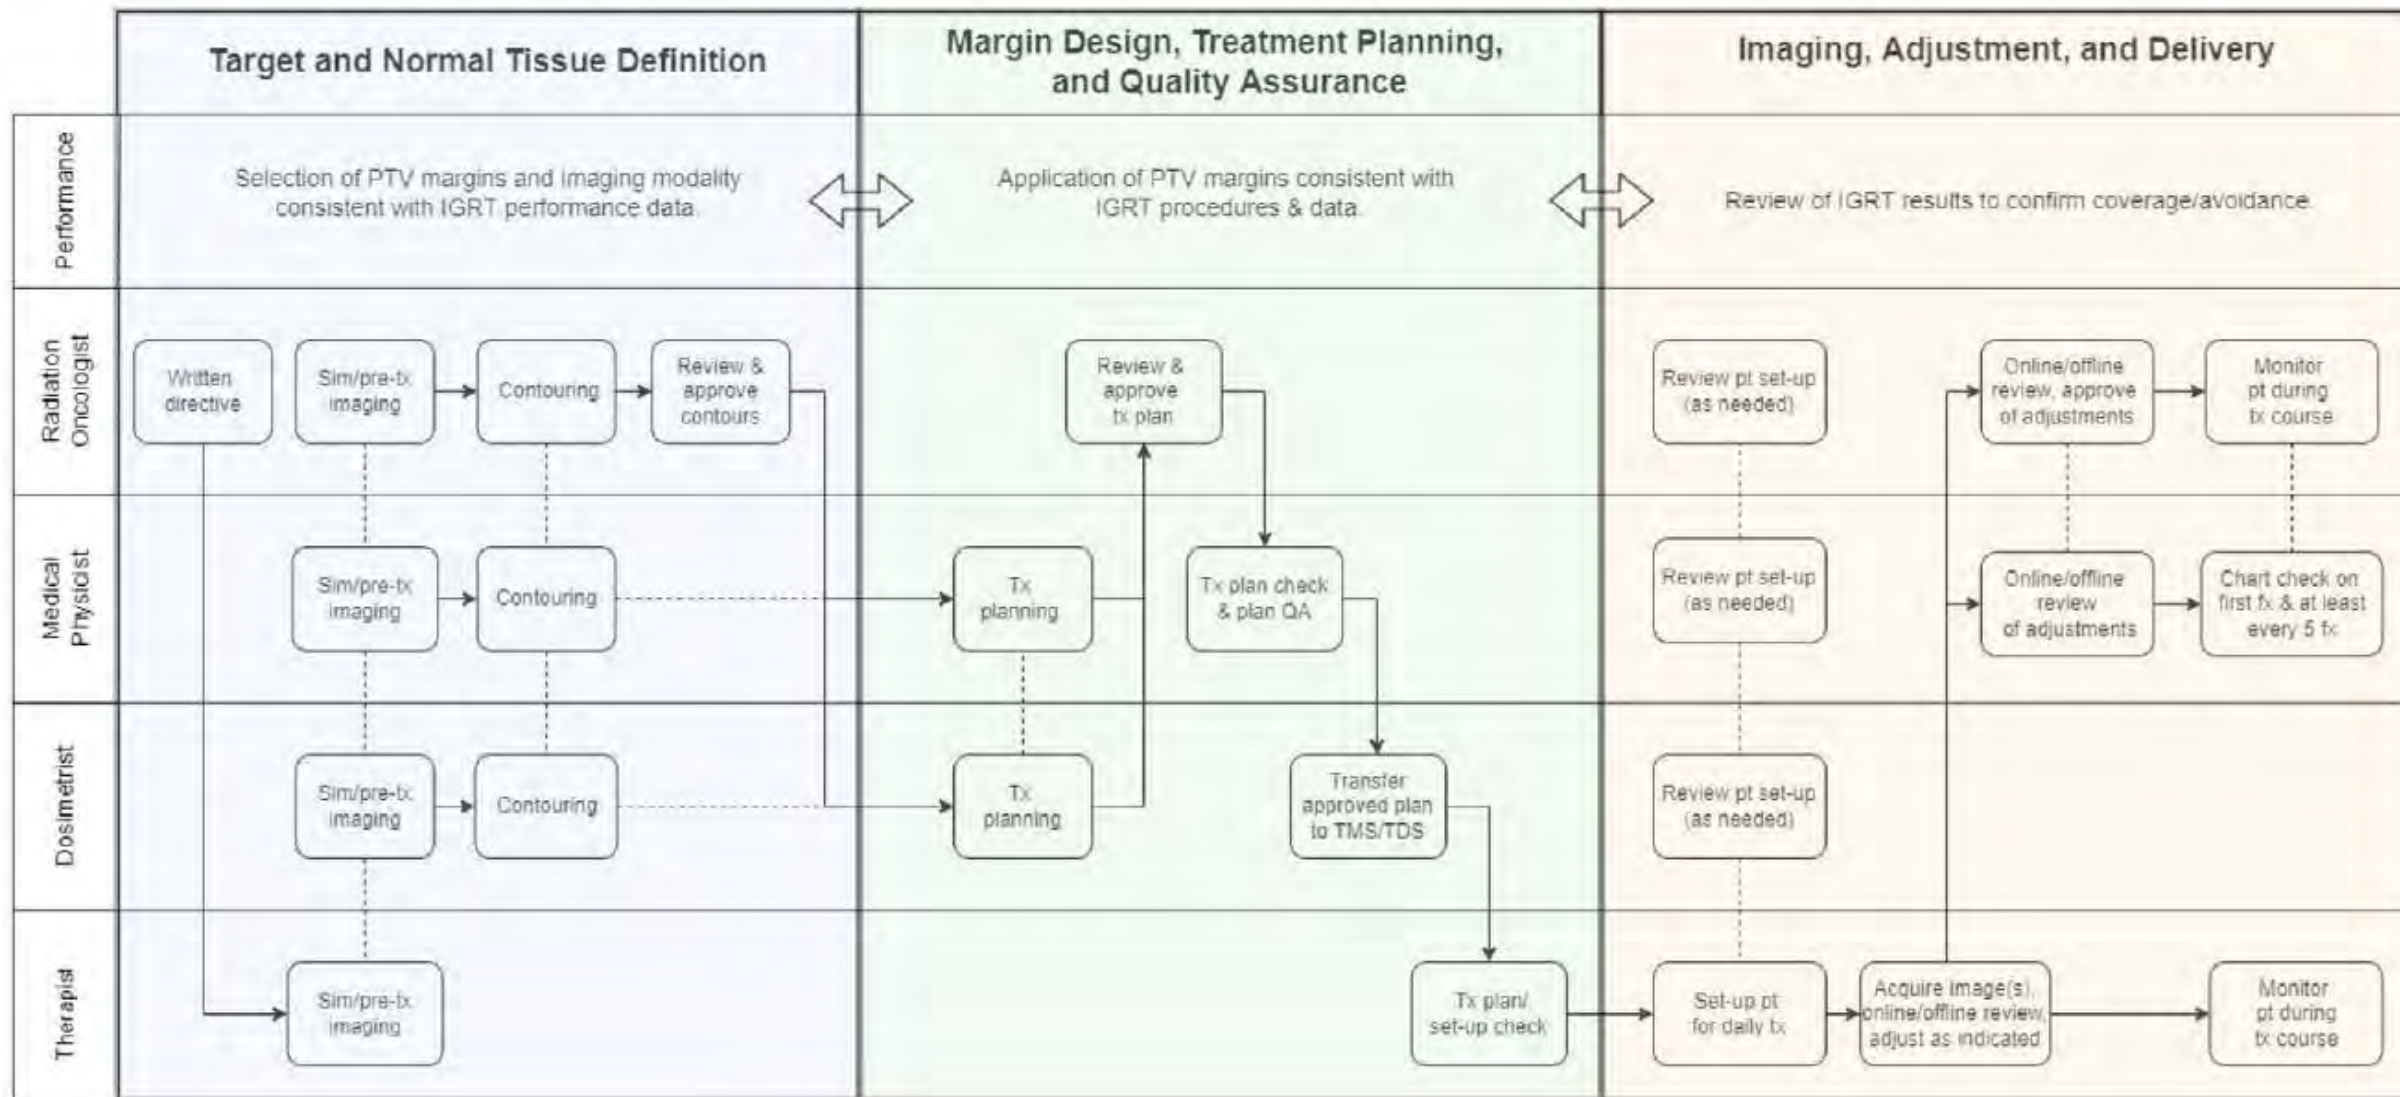 Target and Normal Tissue Definition
Margin Design, Treatment Planning,
and Quality Assurance
Imaging, Adjustment, and Delivery
Performance
Selection of PTV margins and imaging modality
consistent with IGRT performance data.
Application of PTV margins consistent with
IGRT procedures & data.
Review of IGRT results to confirm coverage/avoidance.
Radiation
Oncologist
Written
directive
Sim/pre-tx
imaging
Contouring
Review &
approve
contours
Review &
approve
tx plan
Review pt set-up
(as needed)
Online/offline
review, approve
of adjustments
Monitor
pt during
tx course
Medical
Physicist
Sim/pre-tx
imaging
Contouring
Tx
planning
Tx plan check
& plan QA
Review pt set-up
(as needed)
Online/offline
review
of adjustments
Chart check on
first fx & at least
every 5 fx
Dosimetrist
Sim/pre-tx
imaging
Contouring
Tx
planning
Transfer
approved plan
to TMS/TDS
Review pt set-up
(as needed)
Therapist
Sim/pre-tx
imaging
Tx plan/
set-up check
Set-up pt
for daily tx
Acquire image(s),
online/offline review,
adjust as indicated
Monitor
pt during
tx course